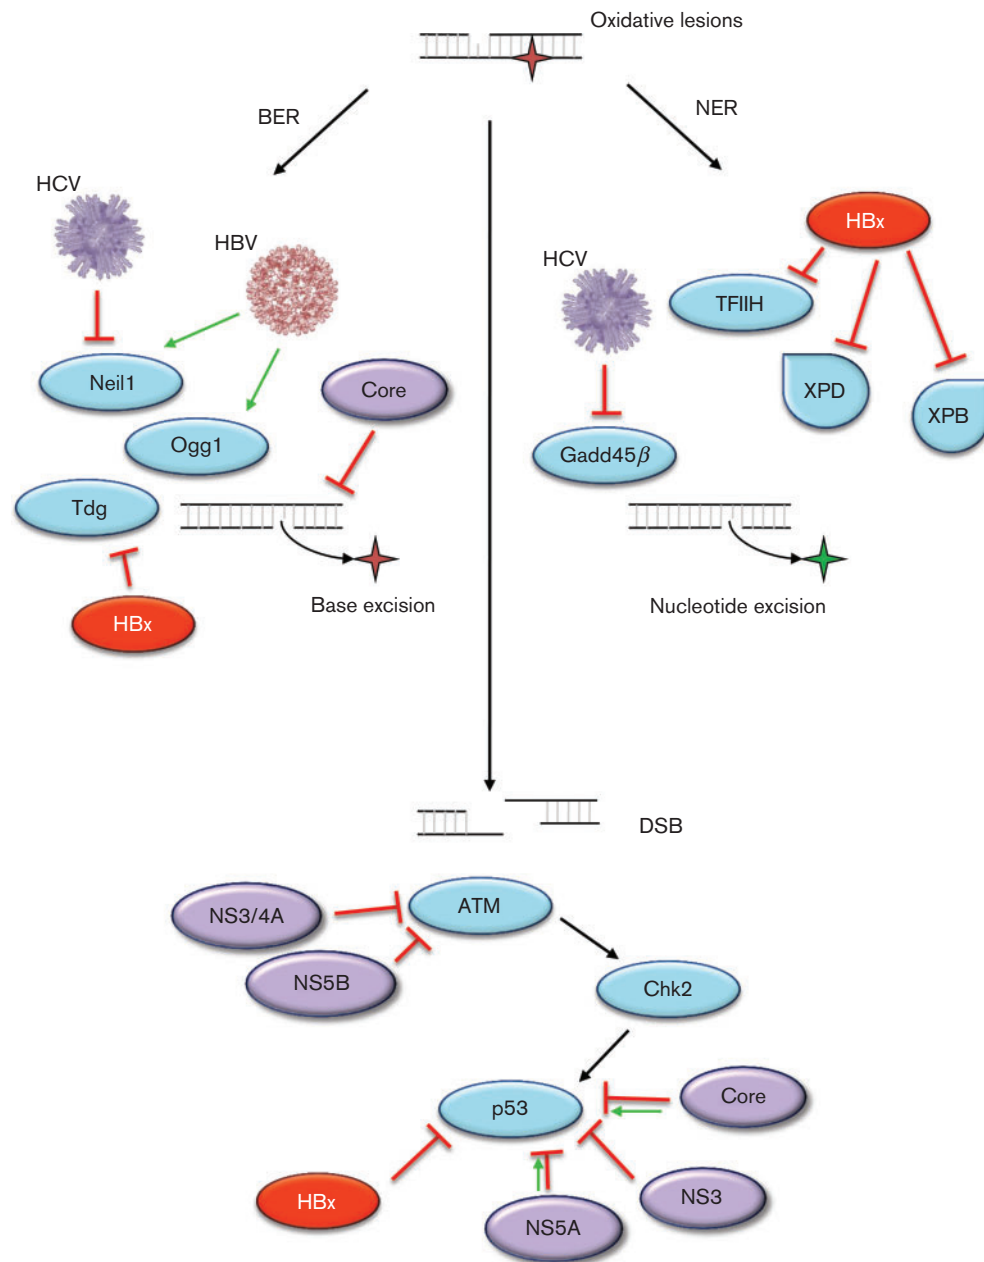 Oxidative lesions
BER
NER
HCV
HBV
HCV
HBx
TFIIH
Neil1
Core
XPD
XPB
Ogg1
Gadd45β
Tdg
HBx
Base excision
Nucleotide excision
DSB
NS3/4A
ATM
NS5B
Chk2
Core
p53
HBx
NS5A
NS3